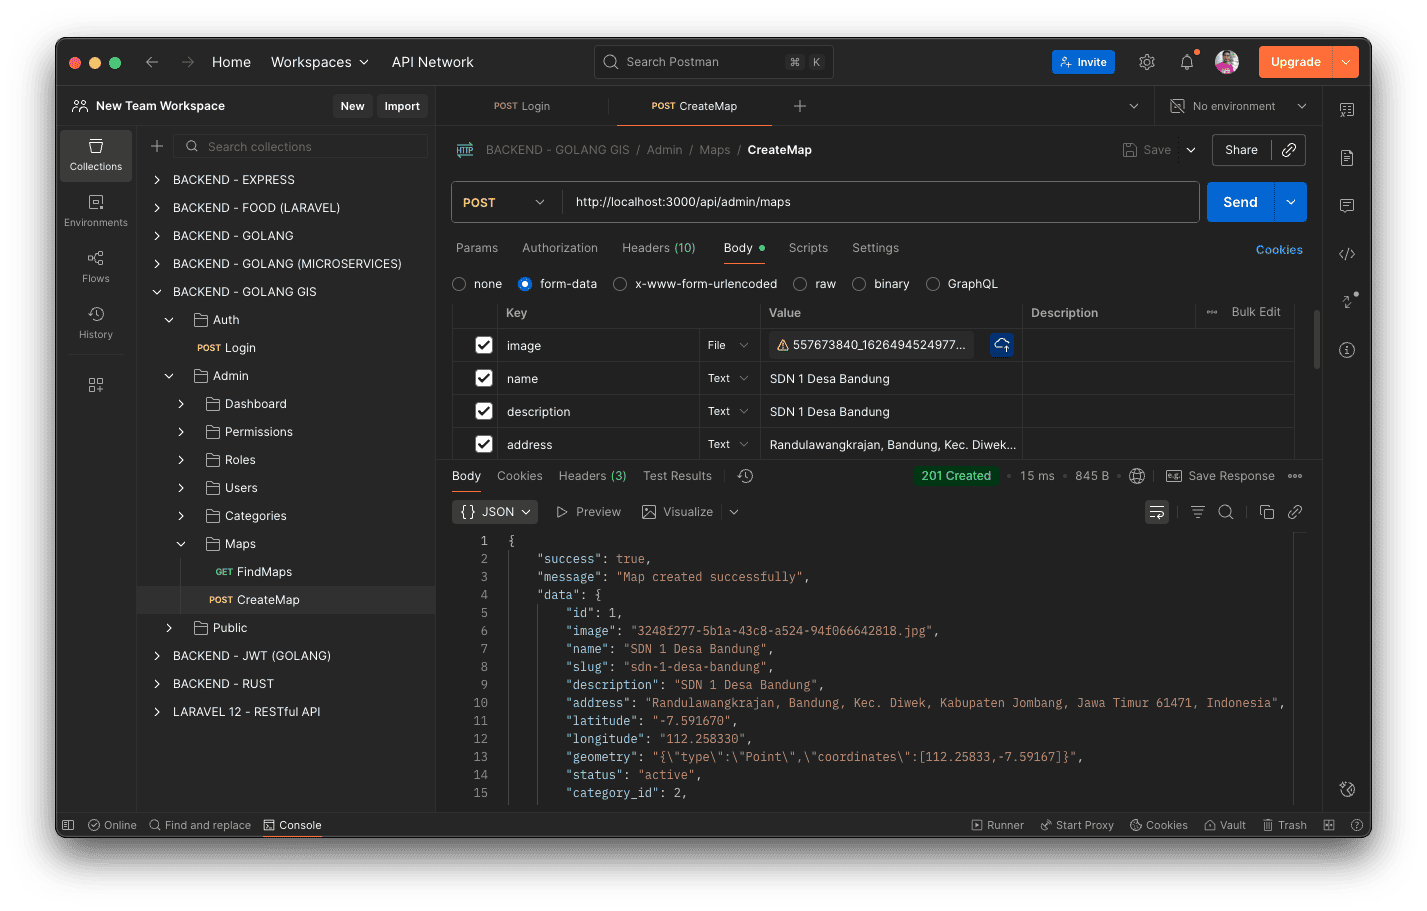 Home
Workspaces
API Network
Search Postman
⌘ K
Invite
Upgrade
New Team Workspace
New
Import
POST Login
POST CreateMap
No environment
Collections
Environments
Flows
History
Search collections
BACKEND - EXPRESS
BACKEND - FOOD (LARAVEL)
BACKEND - GOLANG
BACKEND - GOLANG (MICROSERVICES)
BACKEND - GOLANG GIS
Auth
POST Login
Admin
Dashboard
Permissions
Roles
Users
Categories
Maps
GET FindMaps
POST CreateMap
Public
BACKEND - JWT (GOLANG)
BACKEND - RUST
LARAVEL 12 - RESTful API
HTTP
BACKEND - GOLANG GIS / Admin / Maps / CreateMap
Save
Share
POST
http://localhost:3000/api/admin/maps
Send
Params Authorization Headers (10) Body Scripts Settings
Cookies
none form-data x-www-form-urlencoded raw binary GraphQL
Key Value Description Bulk Edit
image File 557673840_1626494524977...
name Text SDN 1 Desa Bandung
description Text SDN 1 Desa Bandung
address Text Randulawangkrajan, Bandung, Kec. Diwek...
Body Cookies Headers (3) Test Results
201 Created • 15 ms • 845 B
e.g. Save Response
{} JSON Preview Visualize
1 {
2 "success": true,
3 "message": "Map created successfully",
4 "data": {
5 "id": 1,
6 "image": "3248f277-5b1a-43c8-a524-94f066642818.jpg",
7 "name": "SDN 1 Desa Bandung",
8 "slug": "sdn-1-desa-bandung",
9 "description": "SDN 1 Desa Bandung",
10 "address": "Randulawangkrajan, Bandung, Kec. Diwek, Kabupaten Jombang, Jawa Timur 61471, Indonesia",
11 "latitude": "-7.591670",
12 "longitude": "112.258330",
13 "geometry": "{\"type\":\"Point\",\"coordinates\":[112.25833,-7.59167]}",
14 "status": "active",
15 "category_id": 2,
Online
Find and replace
Console
Runner
Start Proxy
Cookies
Vault
Trash